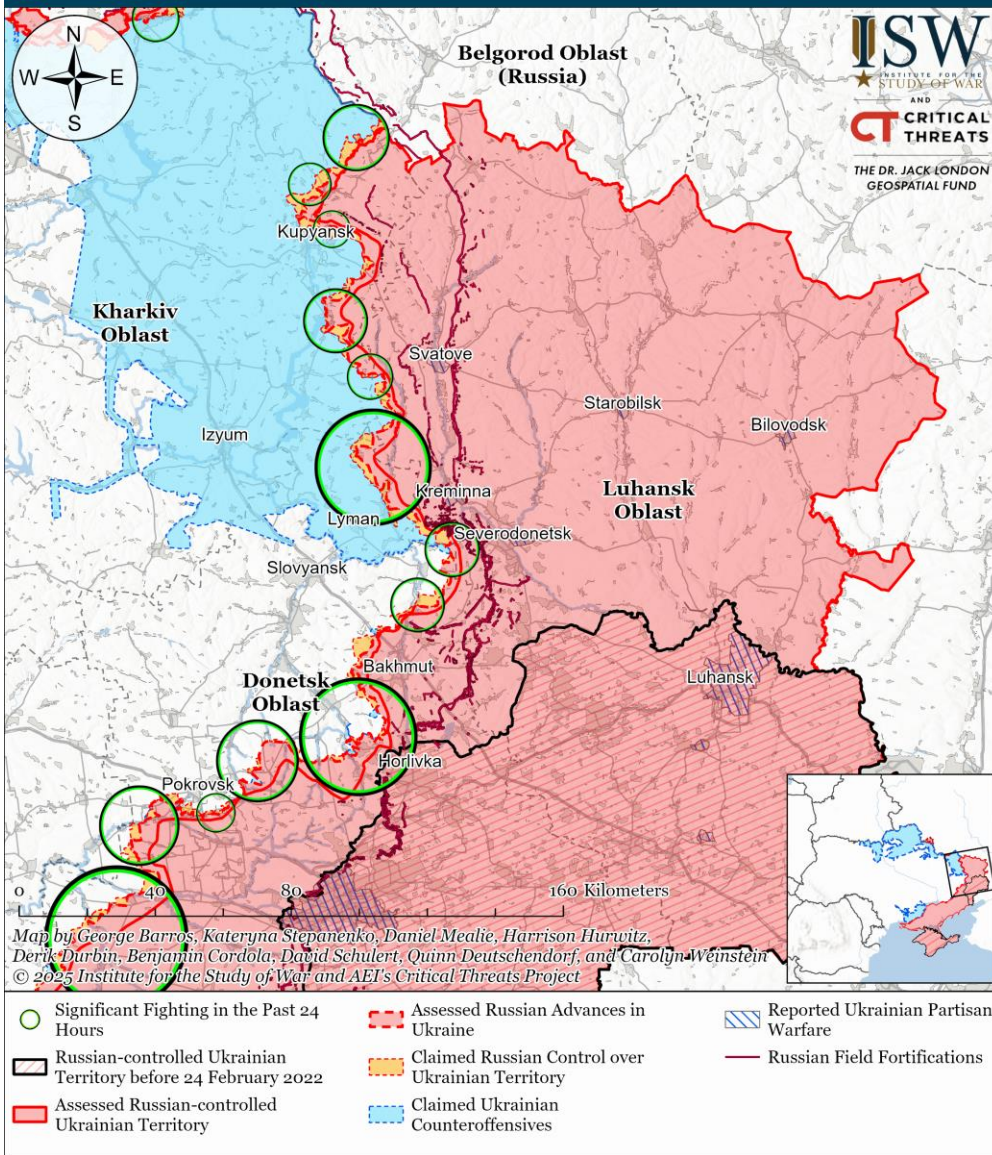 N
W E
S
Belgorod Oblast
(Russia)
ISW
INSTITUTE FOR THE
STUDY OF WAR
AND
CT CRITICAL
THREATS
THE DR. JACK LONDON
GEOSPATIAL FUND
Kupyansk
Kharkiv
Oblast
Svatove
Starobilsk
Bilovodsk
Izyum
Kreminna
Luhansk
Oblast
Lyman
Severodonetsk
Slovyansk
Bakhmut
Luhansk
Donetsk
Oblast
Horlivka
Pokrovsk
0 40 80 160 Kilometers
Map by George Barros, Kateryna Stepanenko, Daniel Mealie, Harrison Hurwitz,
Derik Durbin, Benjamin Cordola, David Schulert, Quinn Deutschendorf, and Carolyn Weinstein
© 2025 Institute for the Study of War and AEI's Critical Threats Project
Significant Fighting in the Past 24
Hours
Russian-controlled Ukrainian
Territory before 24 February 2022
Assessed Russian-controlled
Ukrainian Territory
Assessed Russian Advances in
Ukraine
Claimed Russian Control over
Ukrainian Territory
Claimed Ukrainian
Counteroffensives
Reported Ukrainian Partisan
Warfare
Russian Field Fortifications